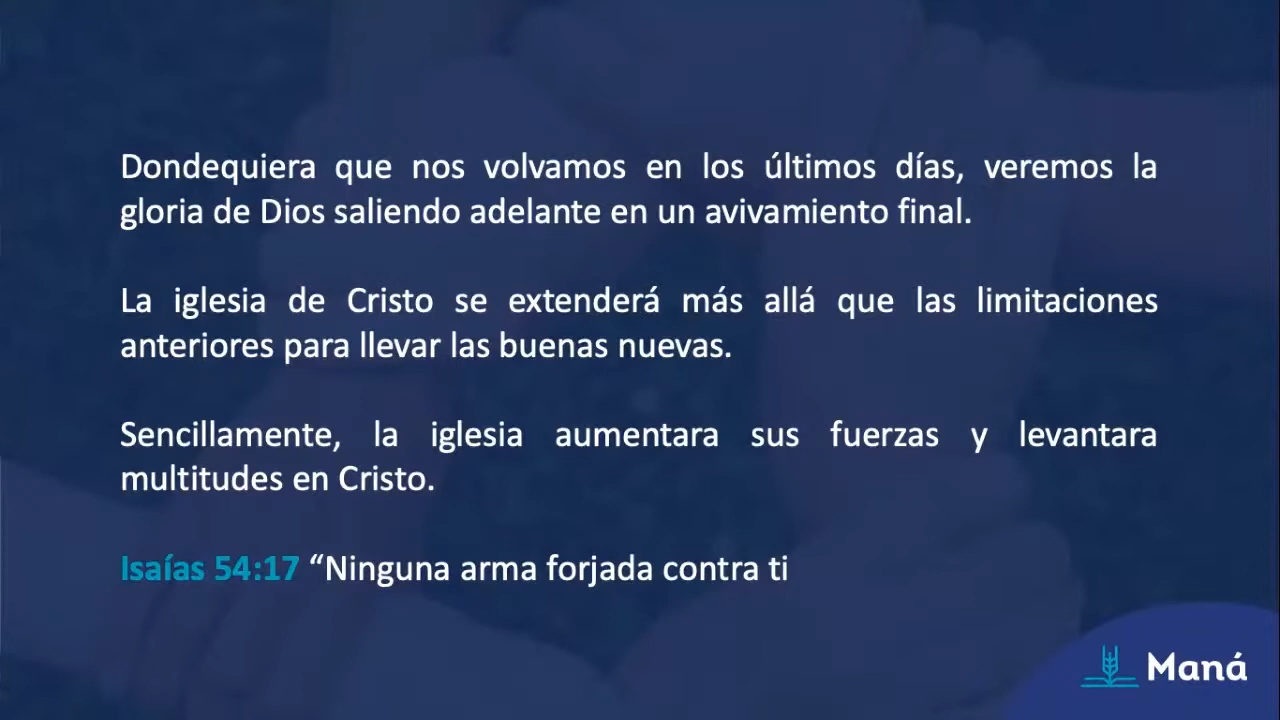 Dondequiera que nos volvamos en los últimos días, veremos la
gloria de Dios saliendo adelante en un avivamiento final.
La iglesia de Cristo se extenderá más allá que las limitaciones
anteriores para llevar las buenas nuevas.
Sencillamente, la iglesia aumentara sus fuerzas y levantara
multitudes en Cristo.
Isaías 54:17 “Ninguna arma forjada contra ti
Maná